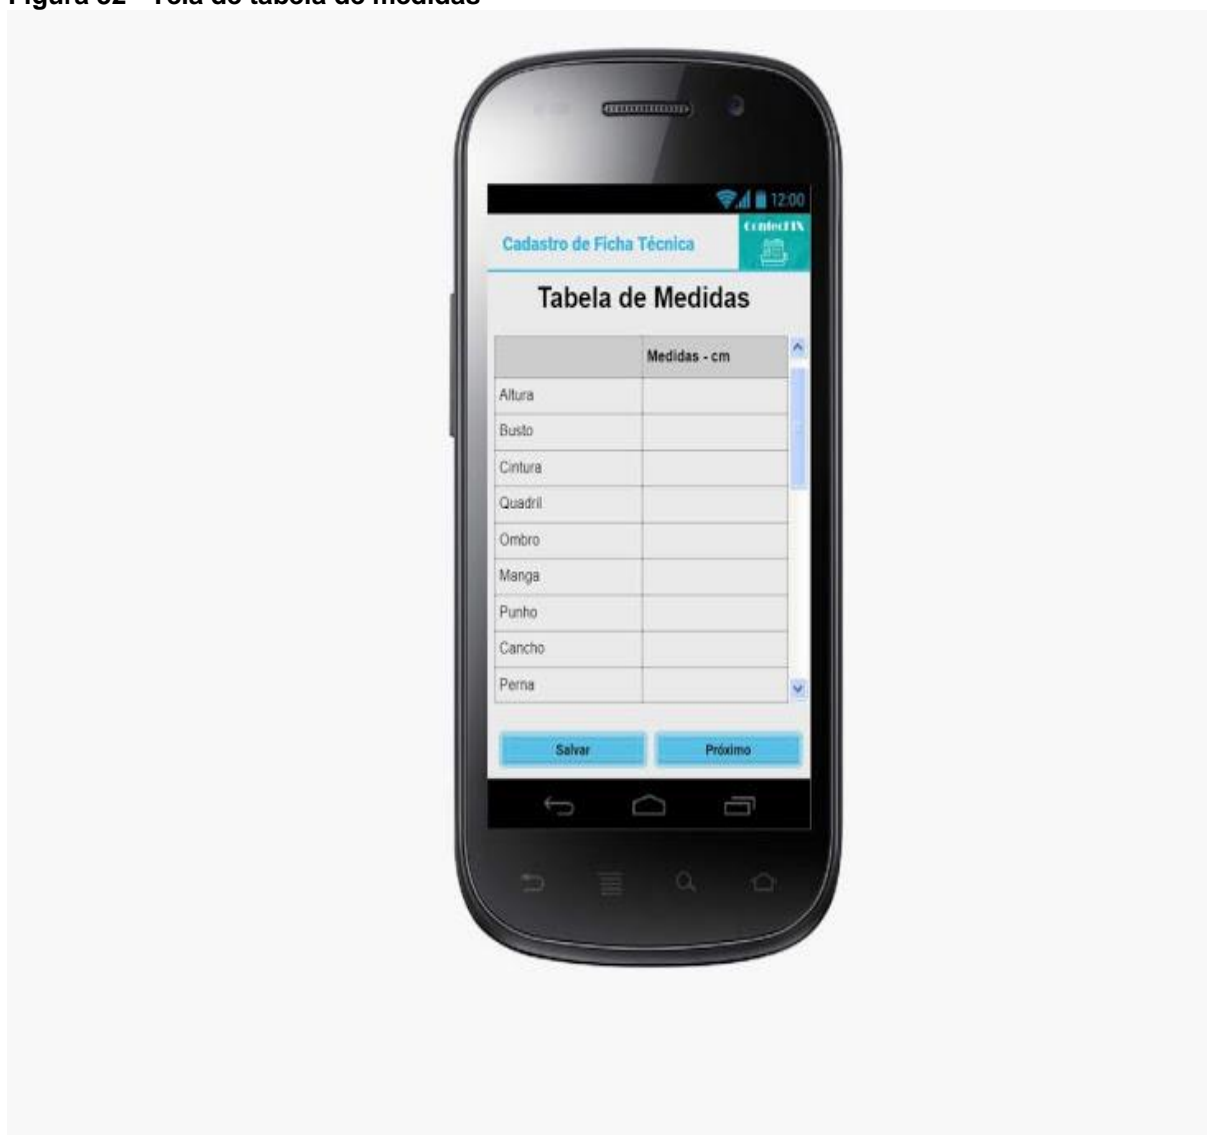 12:00
Cadastro de Ficha Técnica
Tabela de Medidas
Medidas - cm
Altura
Busto
Cintura
Quadril
Ombro
Manga
Punho
Cancho
Perna
Salvar
Próximo